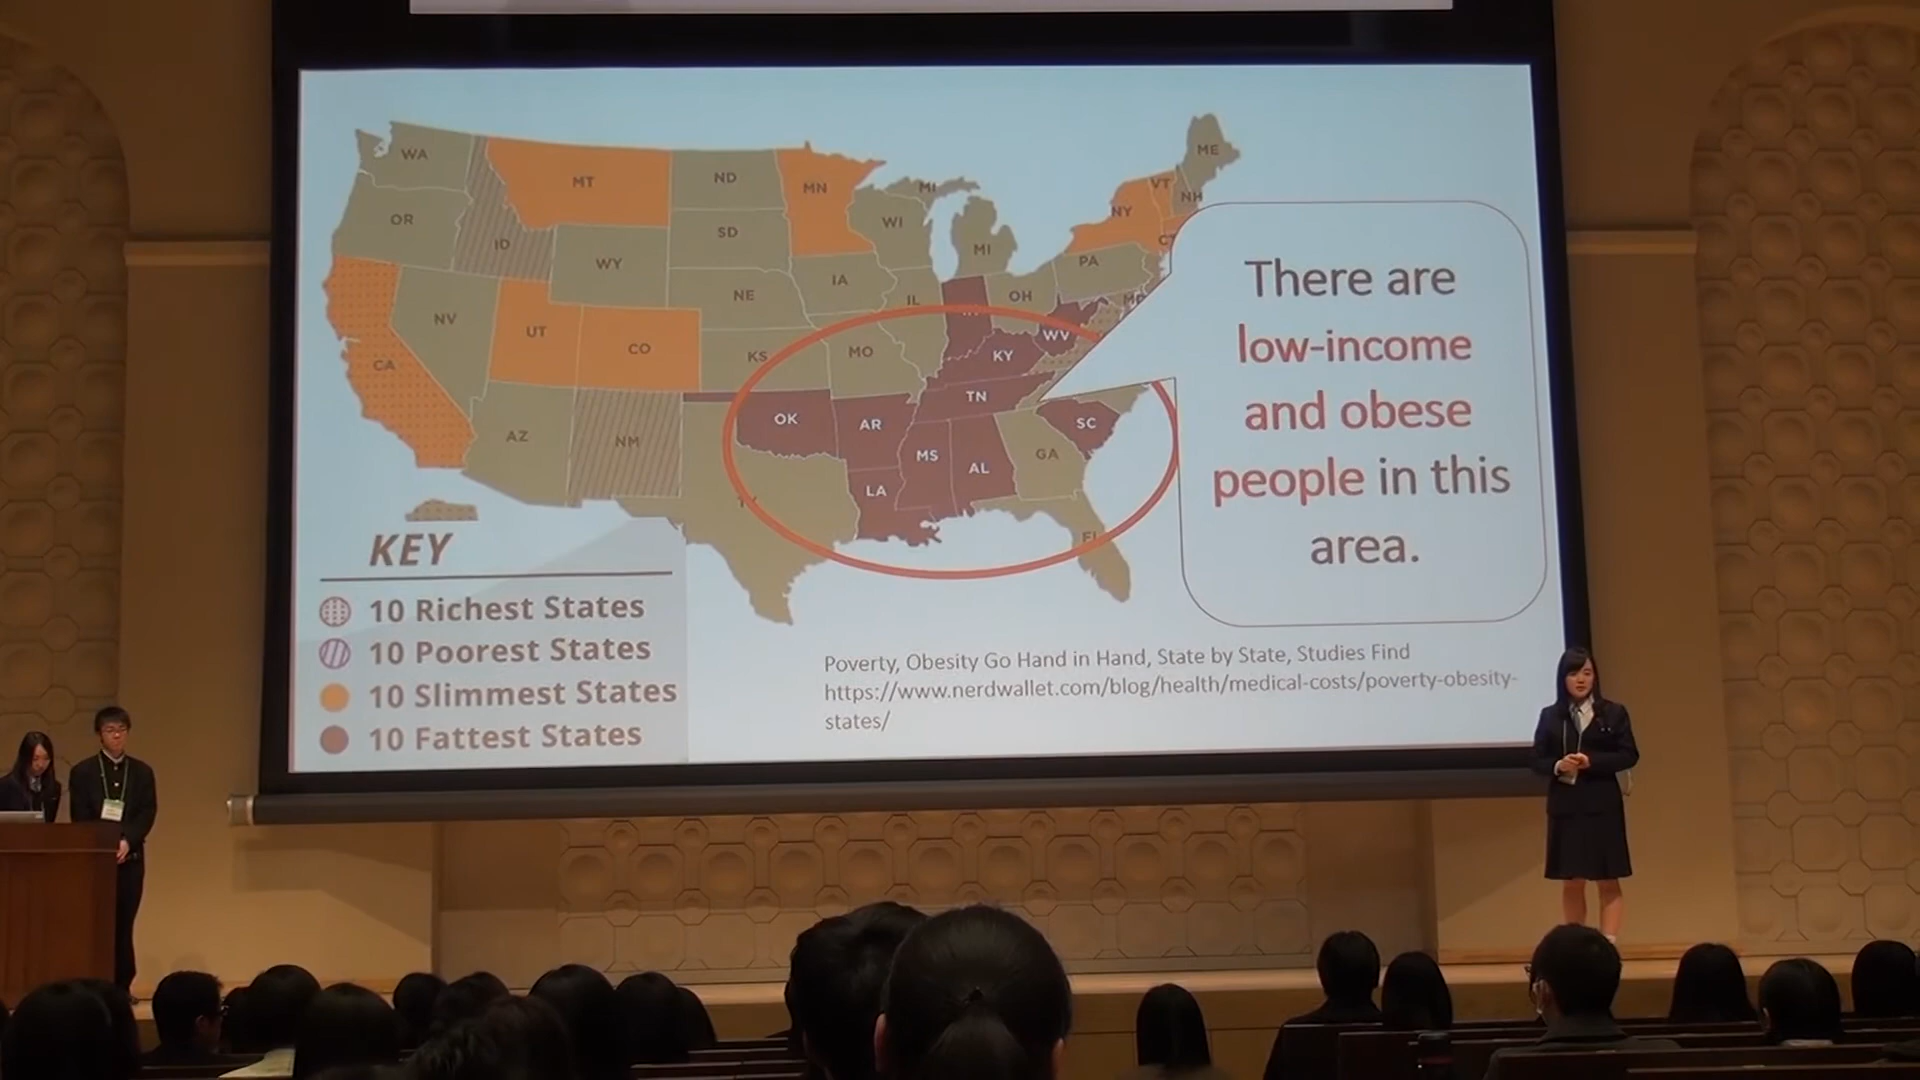 WA
MT
ND
MN
ME
VT
NH
NY
MI
WI
OR
ID
WY
SD
MI
CT
PA
IA
NE
IL
OH
MD
NV
UT
CO
KS
MO
KY
WV
CA
AZ
NM
OK
AR
TN
MS
AL
GA
SC
LA
FL
There are
low-income
and obese
people in this
area.
KEY
10 Richest States
10 Poorest States
10 Slimmest States
10 Fattest States
Poverty, Obesity Go Hand in Hand, State by State, Studies Find
https://www.nerdwallet.com/blog/health/medical-costs/poverty-obesity-
states/